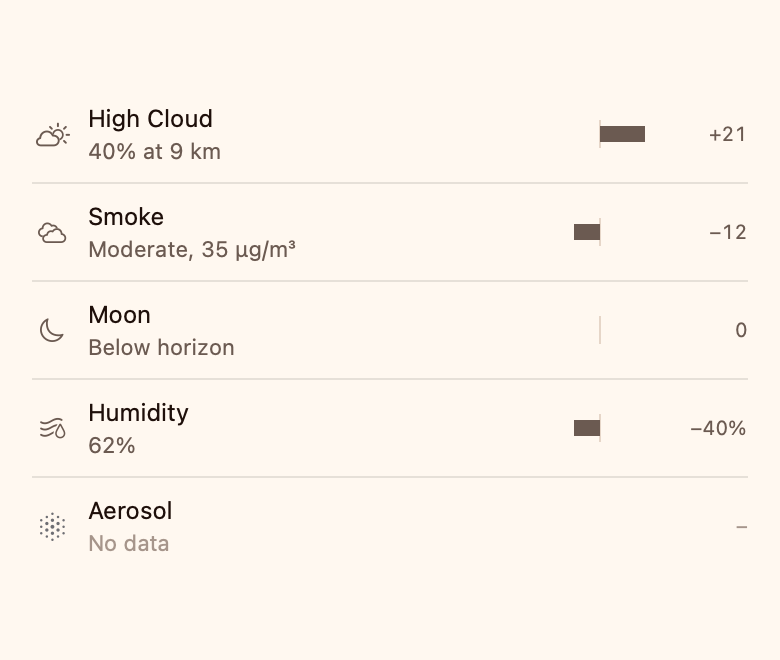 High Cloud
40% at 9 km
+21
Smoke
Moderate, 35 µg/m³
−12
Moon
Below horizon
0
Humidity
62%
−40%
Aerosol
No data
–